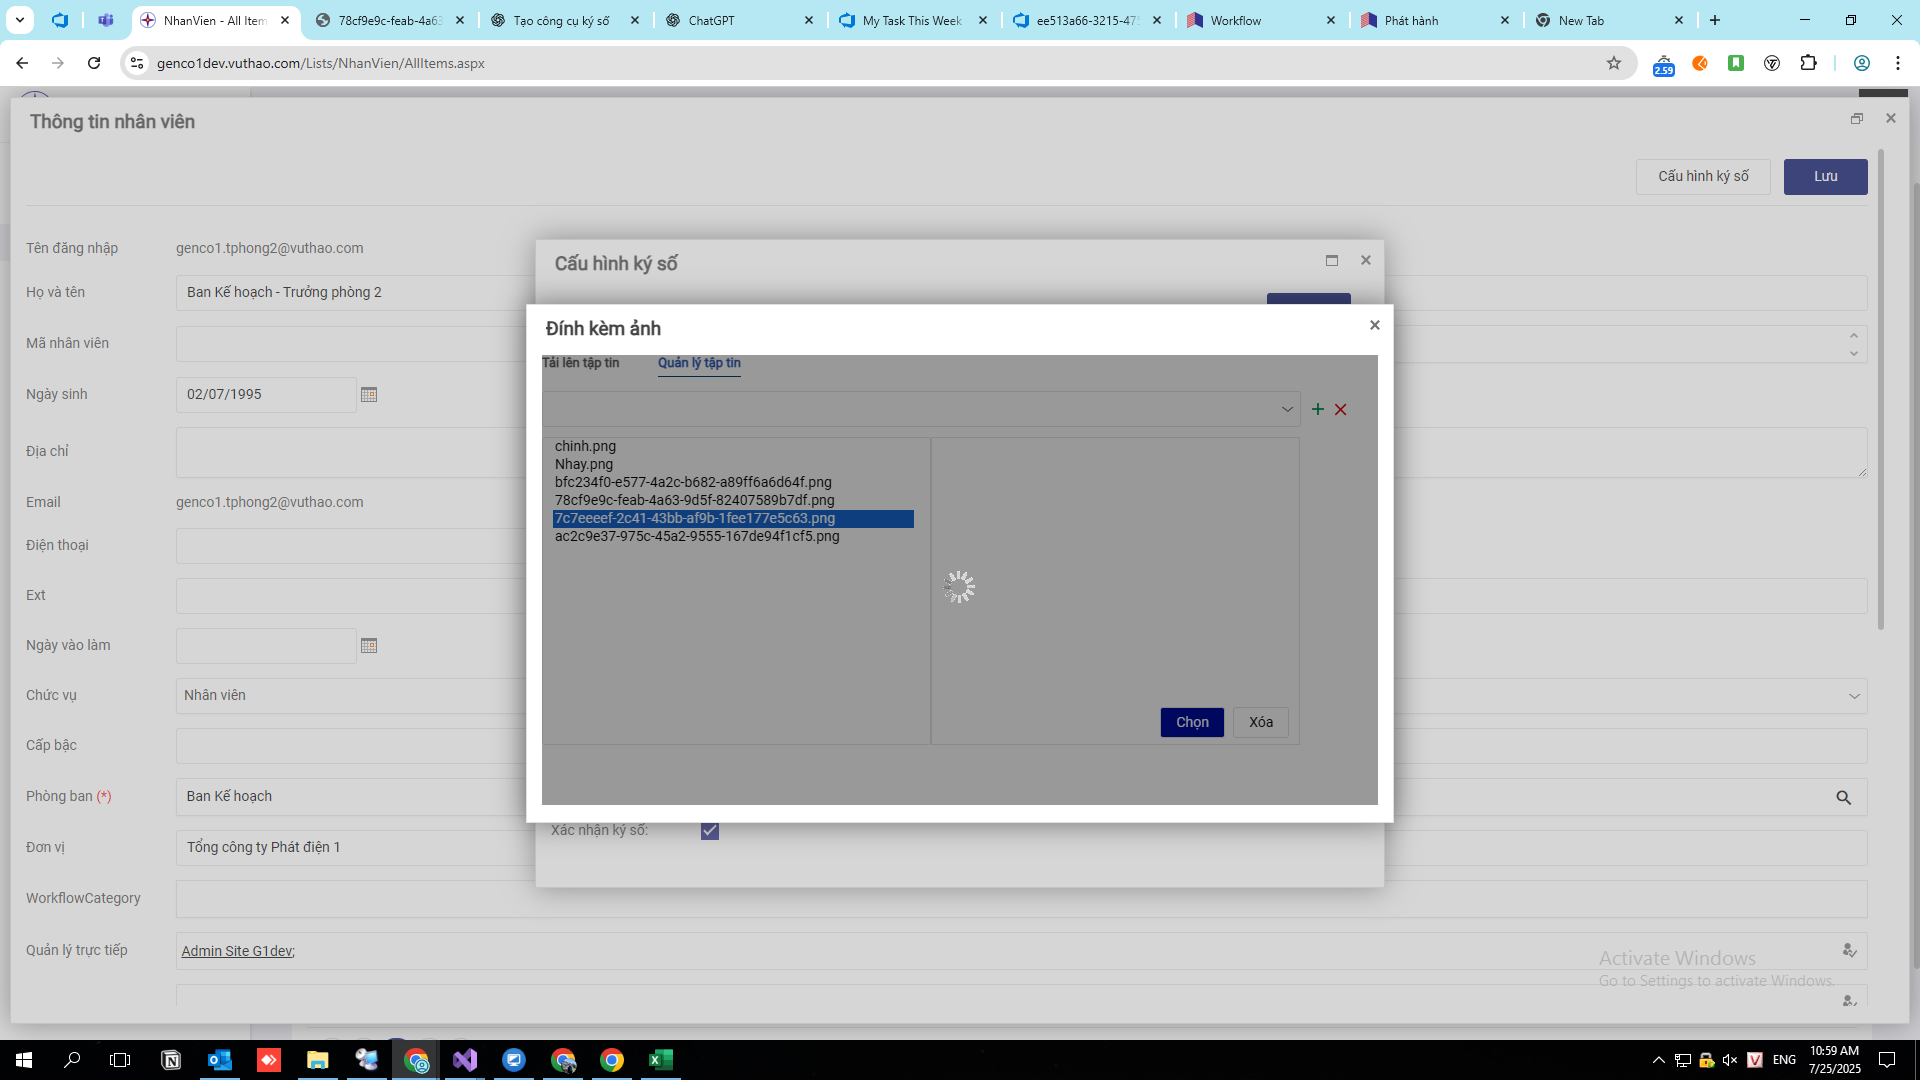 NhanVien - All Item
78cf9e9c-feab-4a63
Tạo công cụ ký số
ChatGPT
My Task This Week
ee513a66-3215-475
Workflow
Phát hành
New Tab
genco1dev.vuthao.com/Lists/NhanVien/AllItems.aspx
2.59
Thông tin nhân viên
Cấu hình ký số
Lưu
Tên đăng nhập
genco1.tphong2@vuthao.com
Họ và tên
Ban Kế hoạch - Trưởng phòng 2
Mã nhân viên
Ngày sinh
02/07/1995
Địa chỉ
Email
genco1.tphong2@vuthao.com
Điện thoại
Ext
Ngày vào làm
Chức vụ
Nhân viên
Cấp bậc
Phòng ban (*)
Ban Kế hoạch
Đơn vị
Tổng công ty Phát điện 1
WorkflowCategory
Quản lý trực tiếp
Admin Site G1dev;
Cấu hình ký số
Đính kèm ảnh
Tải lên tập tin
Quản lý tập tin
chinh.png
Nhay.png
bfc234f0-e577-4a2c-b682-a89ff6a6d64f.png
78cf9e9c-feab-4a63-9d5f-82407589b7df.png
7c7eeeef-2c41-43bb-af9b-1fee177e5c63.png
ac2c9e37-975c-45a2-9555-167de94f1cf5.png
Chọn
Xóa
Xác nhận ký số:
Activate Windows
Go to Settings to activate Windows.
ENG
10:59 AM
7/25/2025